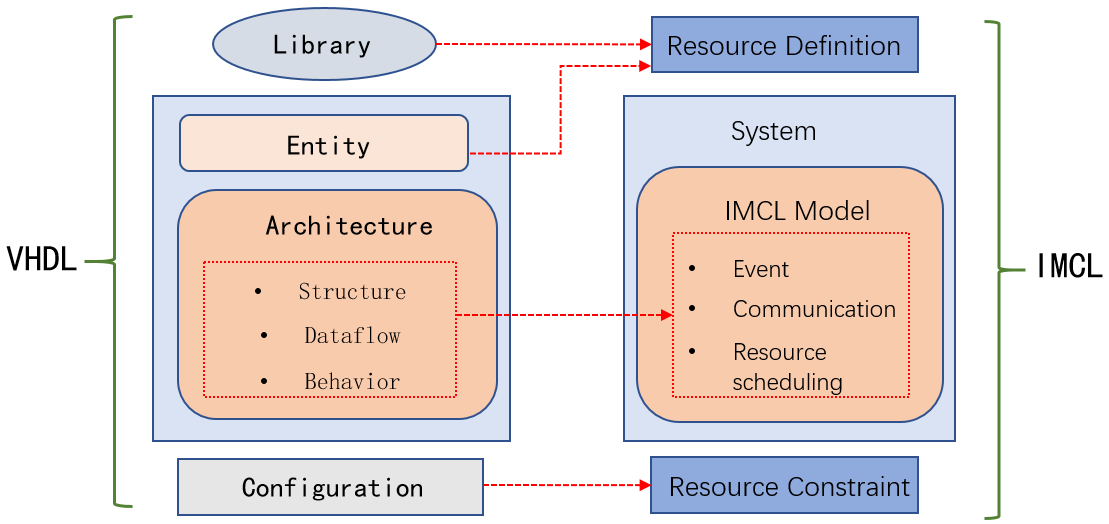 VHDL
Library
Entity
Architecture
• Structure
• Dataflow
• Behavior
Configuration
Resource Definition
System
IMCL Model
• Event
• Communication
• Resource
scheduling
Resource Constraint
IMCL